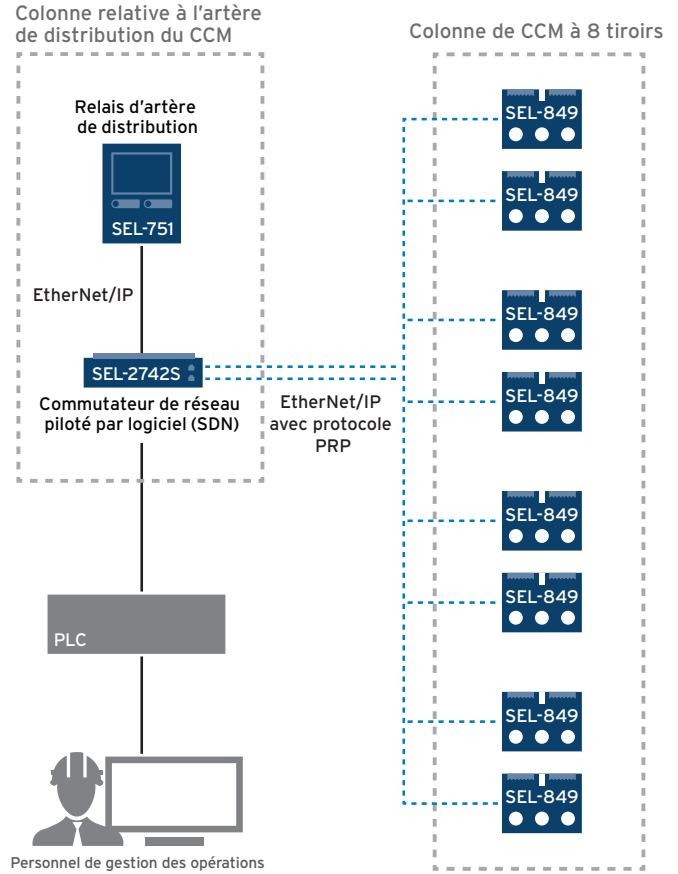 Colonne relative à l'artère
de distribution du CCM
Relais d'artère
de distribution
SEL-751
EtherNet/IP
SEL-2742S
Commutateur de réseau
piloté par logiciel (SDN)
EtherNet/IP
avec protocole
PRP
PLC
Personnel de gestion des opérations
Colonne de CCM à 8 tiroirs
SEL-849
SEL-849
SEL-849
SEL-849
SEL-849
SEL-849
SEL-849
SEL-849